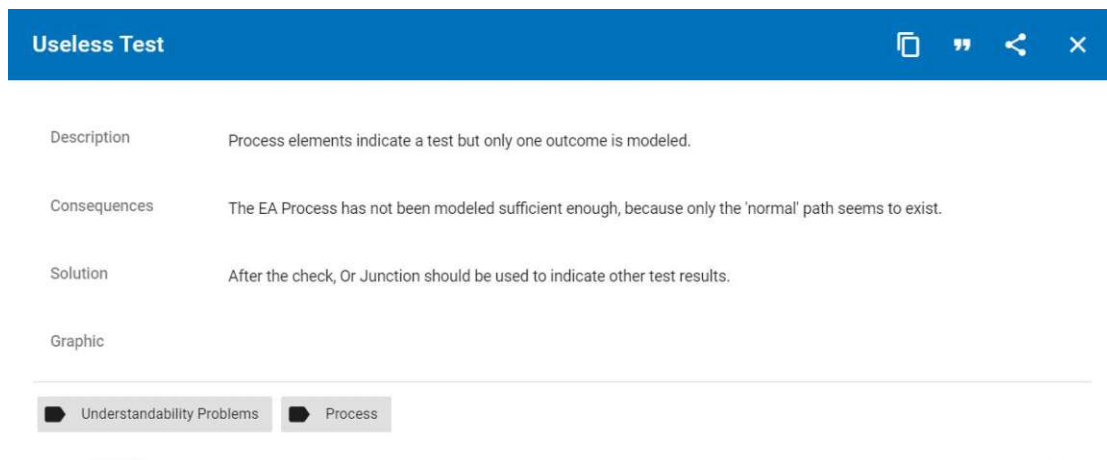 Useless Test
Description Process elements indicate a test but only one outcome is modeled.
Consequences The EA Process has not been modeled sufficient enough, because only the 'normal' path seems to exist.
Solution After the check, Or Junction should be used to indicate other test results.
Graphic
Understandability Problems Process